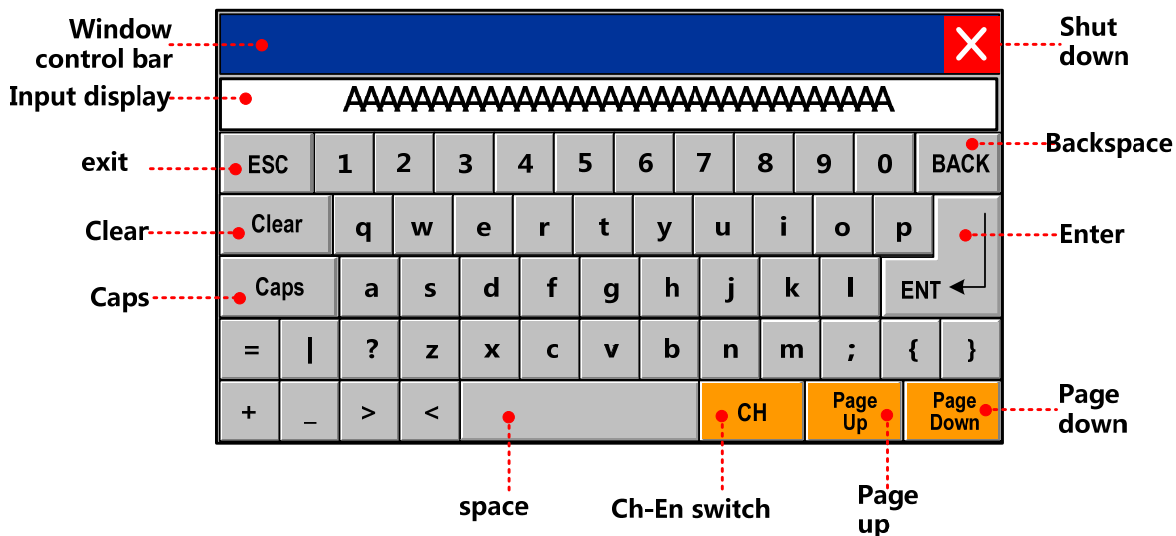 Window control bar
Shut down
Input display
AAAAAAAAAAAAAAAAAAAAAAAAAAAAAA
exit
ESC 1 2 3 4 5 6 7 8 9 0 BACK
Backspace
Clear
Clear q w e r t y u i o p
Enter
Caps
Caps a s d f g h j k l ENT
= | ? z x c v b n m ; { }
+ _ > < CH Page Up Page Down
Page down
space
Ch-En switch
Page up